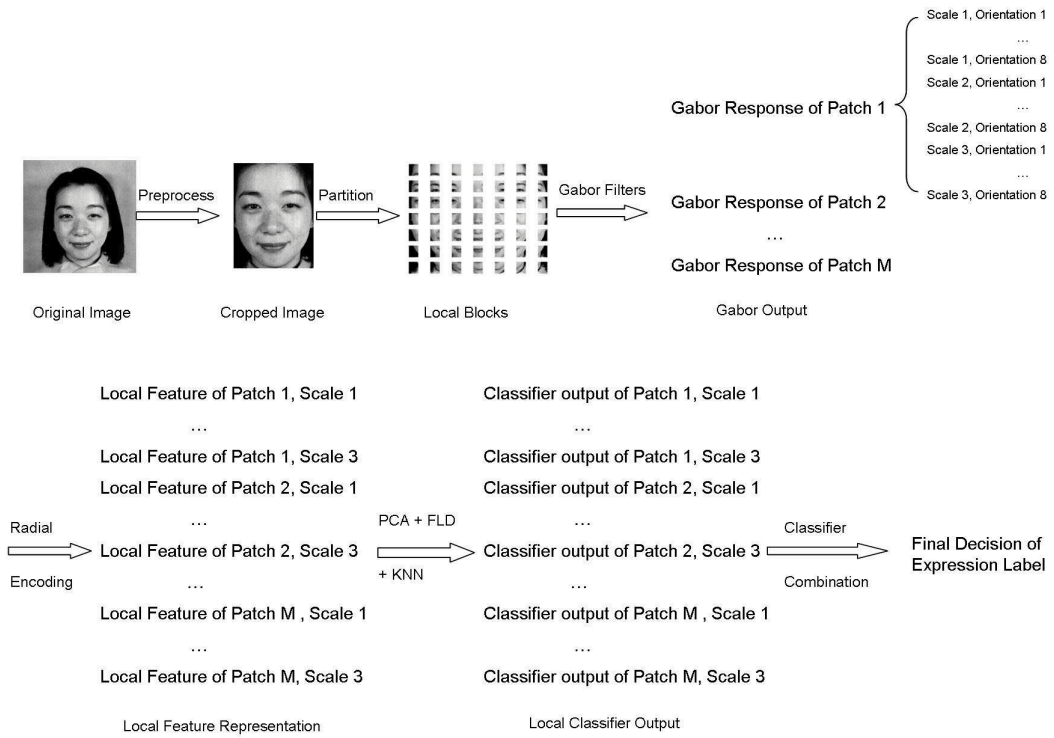 Scale 1, Orientation 1
...
Scale 1, Orientation 8
Scale 2, Orientation 1
...
Scale 2, Orientation 8
Scale 3, Orientation 1
...
Scale 3, Orientation 8
Gabor Response of Patch 1
Preprocess
Partition
Gabor Filters
Gabor Response of Patch 2
...
Gabor Response of Patch M
Original Image
Cropped Image
Local Blocks
Gabor Output
Radial
Encoding
Local Feature of Patch 1, Scale 1
...
Local Feature of Patch 1, Scale 3
Local Feature of Patch 2, Scale 1
...
Local Feature of Patch 2, Scale 3
...
Local Feature of Patch M , Scale 1
...
Local Feature of Patch M, Scale 3
Local Feature Representation
PCA + FLD
+ KNN
Classifier output of Patch 1, Scale 1
...
Classifier output of Patch 1, Scale 3
Classifier output of Patch 2, Scale 1
...
Classifier output of Patch 2, Scale 3
...
Classifier output of Patch M , Scale 1
...
Classifier output of Patch M, Scale 3
Local Classifier Output
Classifier
Combination
Final Decision of
Expression Label